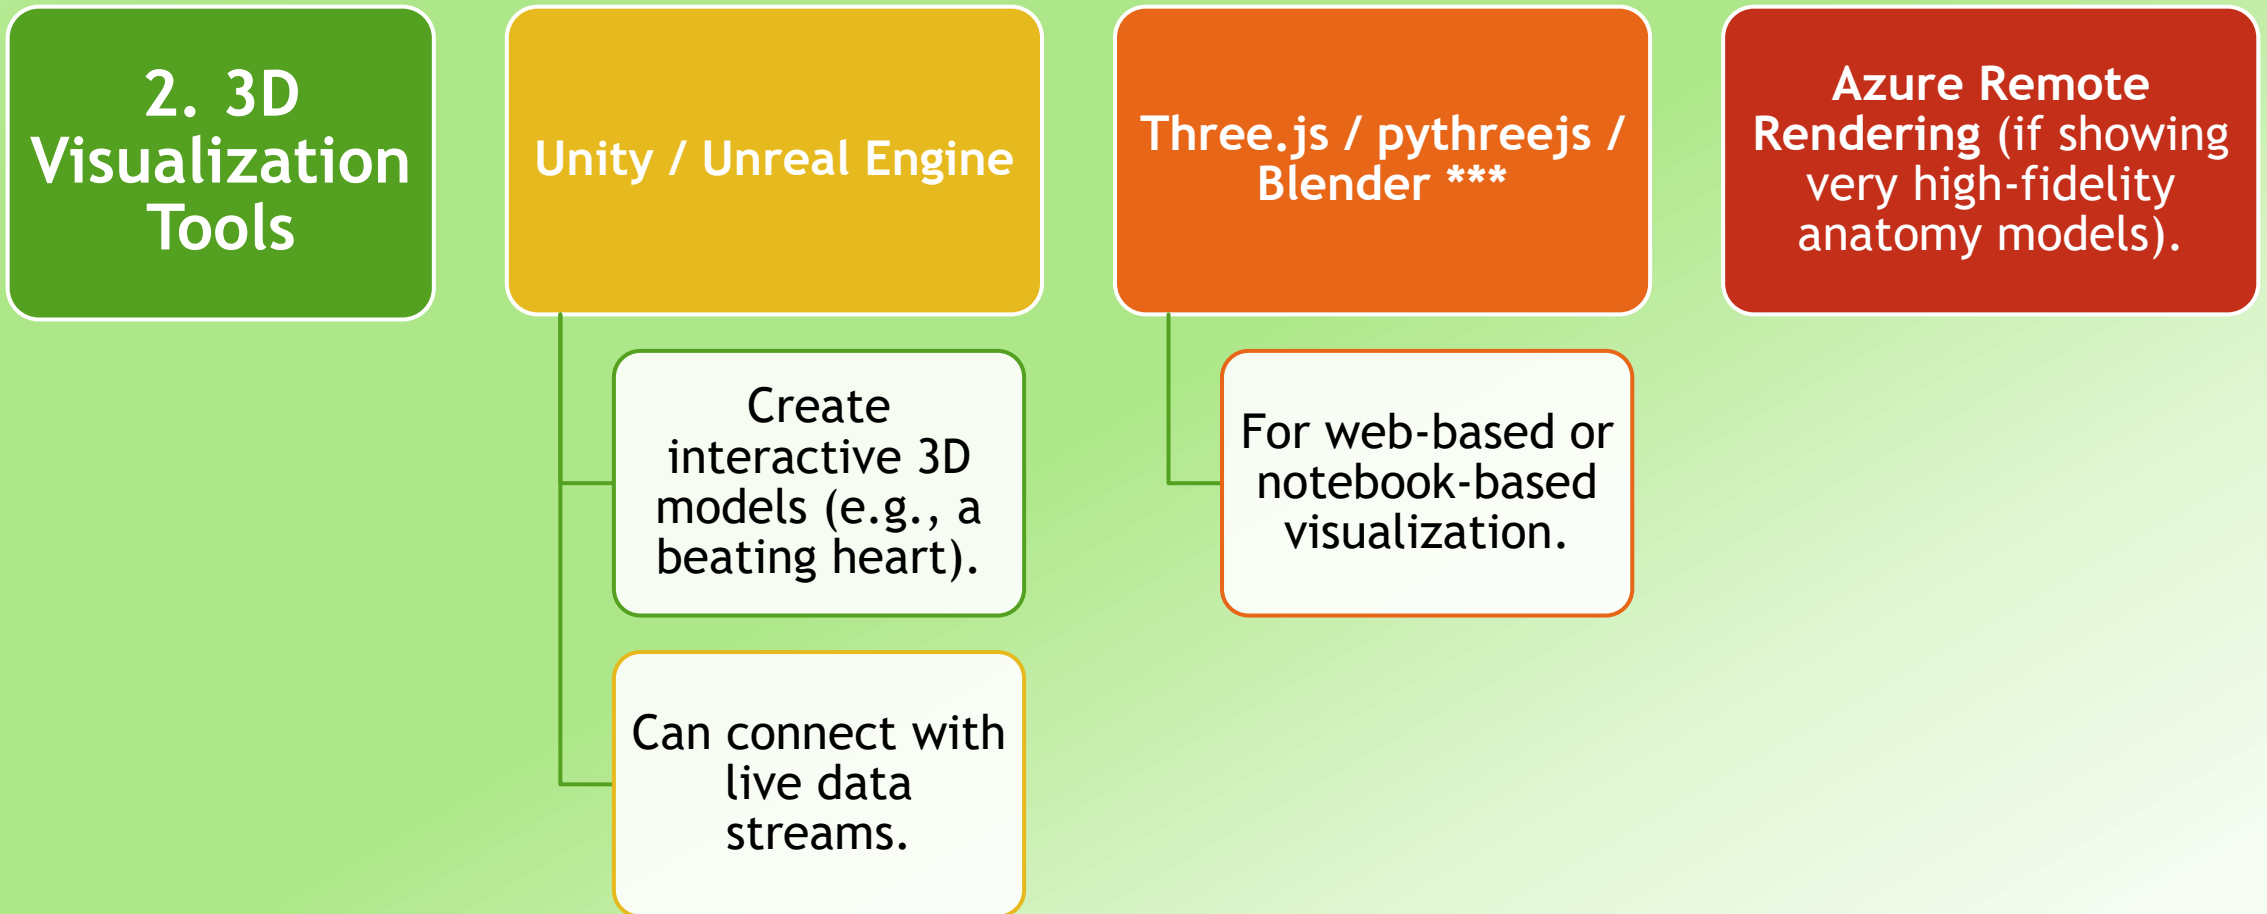 2. 3D
Visualization
Tools
Unity / Unreal Engine
Create
interactive 3D
models (e.g., a
beating heart).
Can connect with
live data
streams.
Three.js / pythreejs /
Blender ***
For web-based or
notebook-based
visualization.
Azure Remote
Rendering (if showing
very high-fidelity
anatomy models).